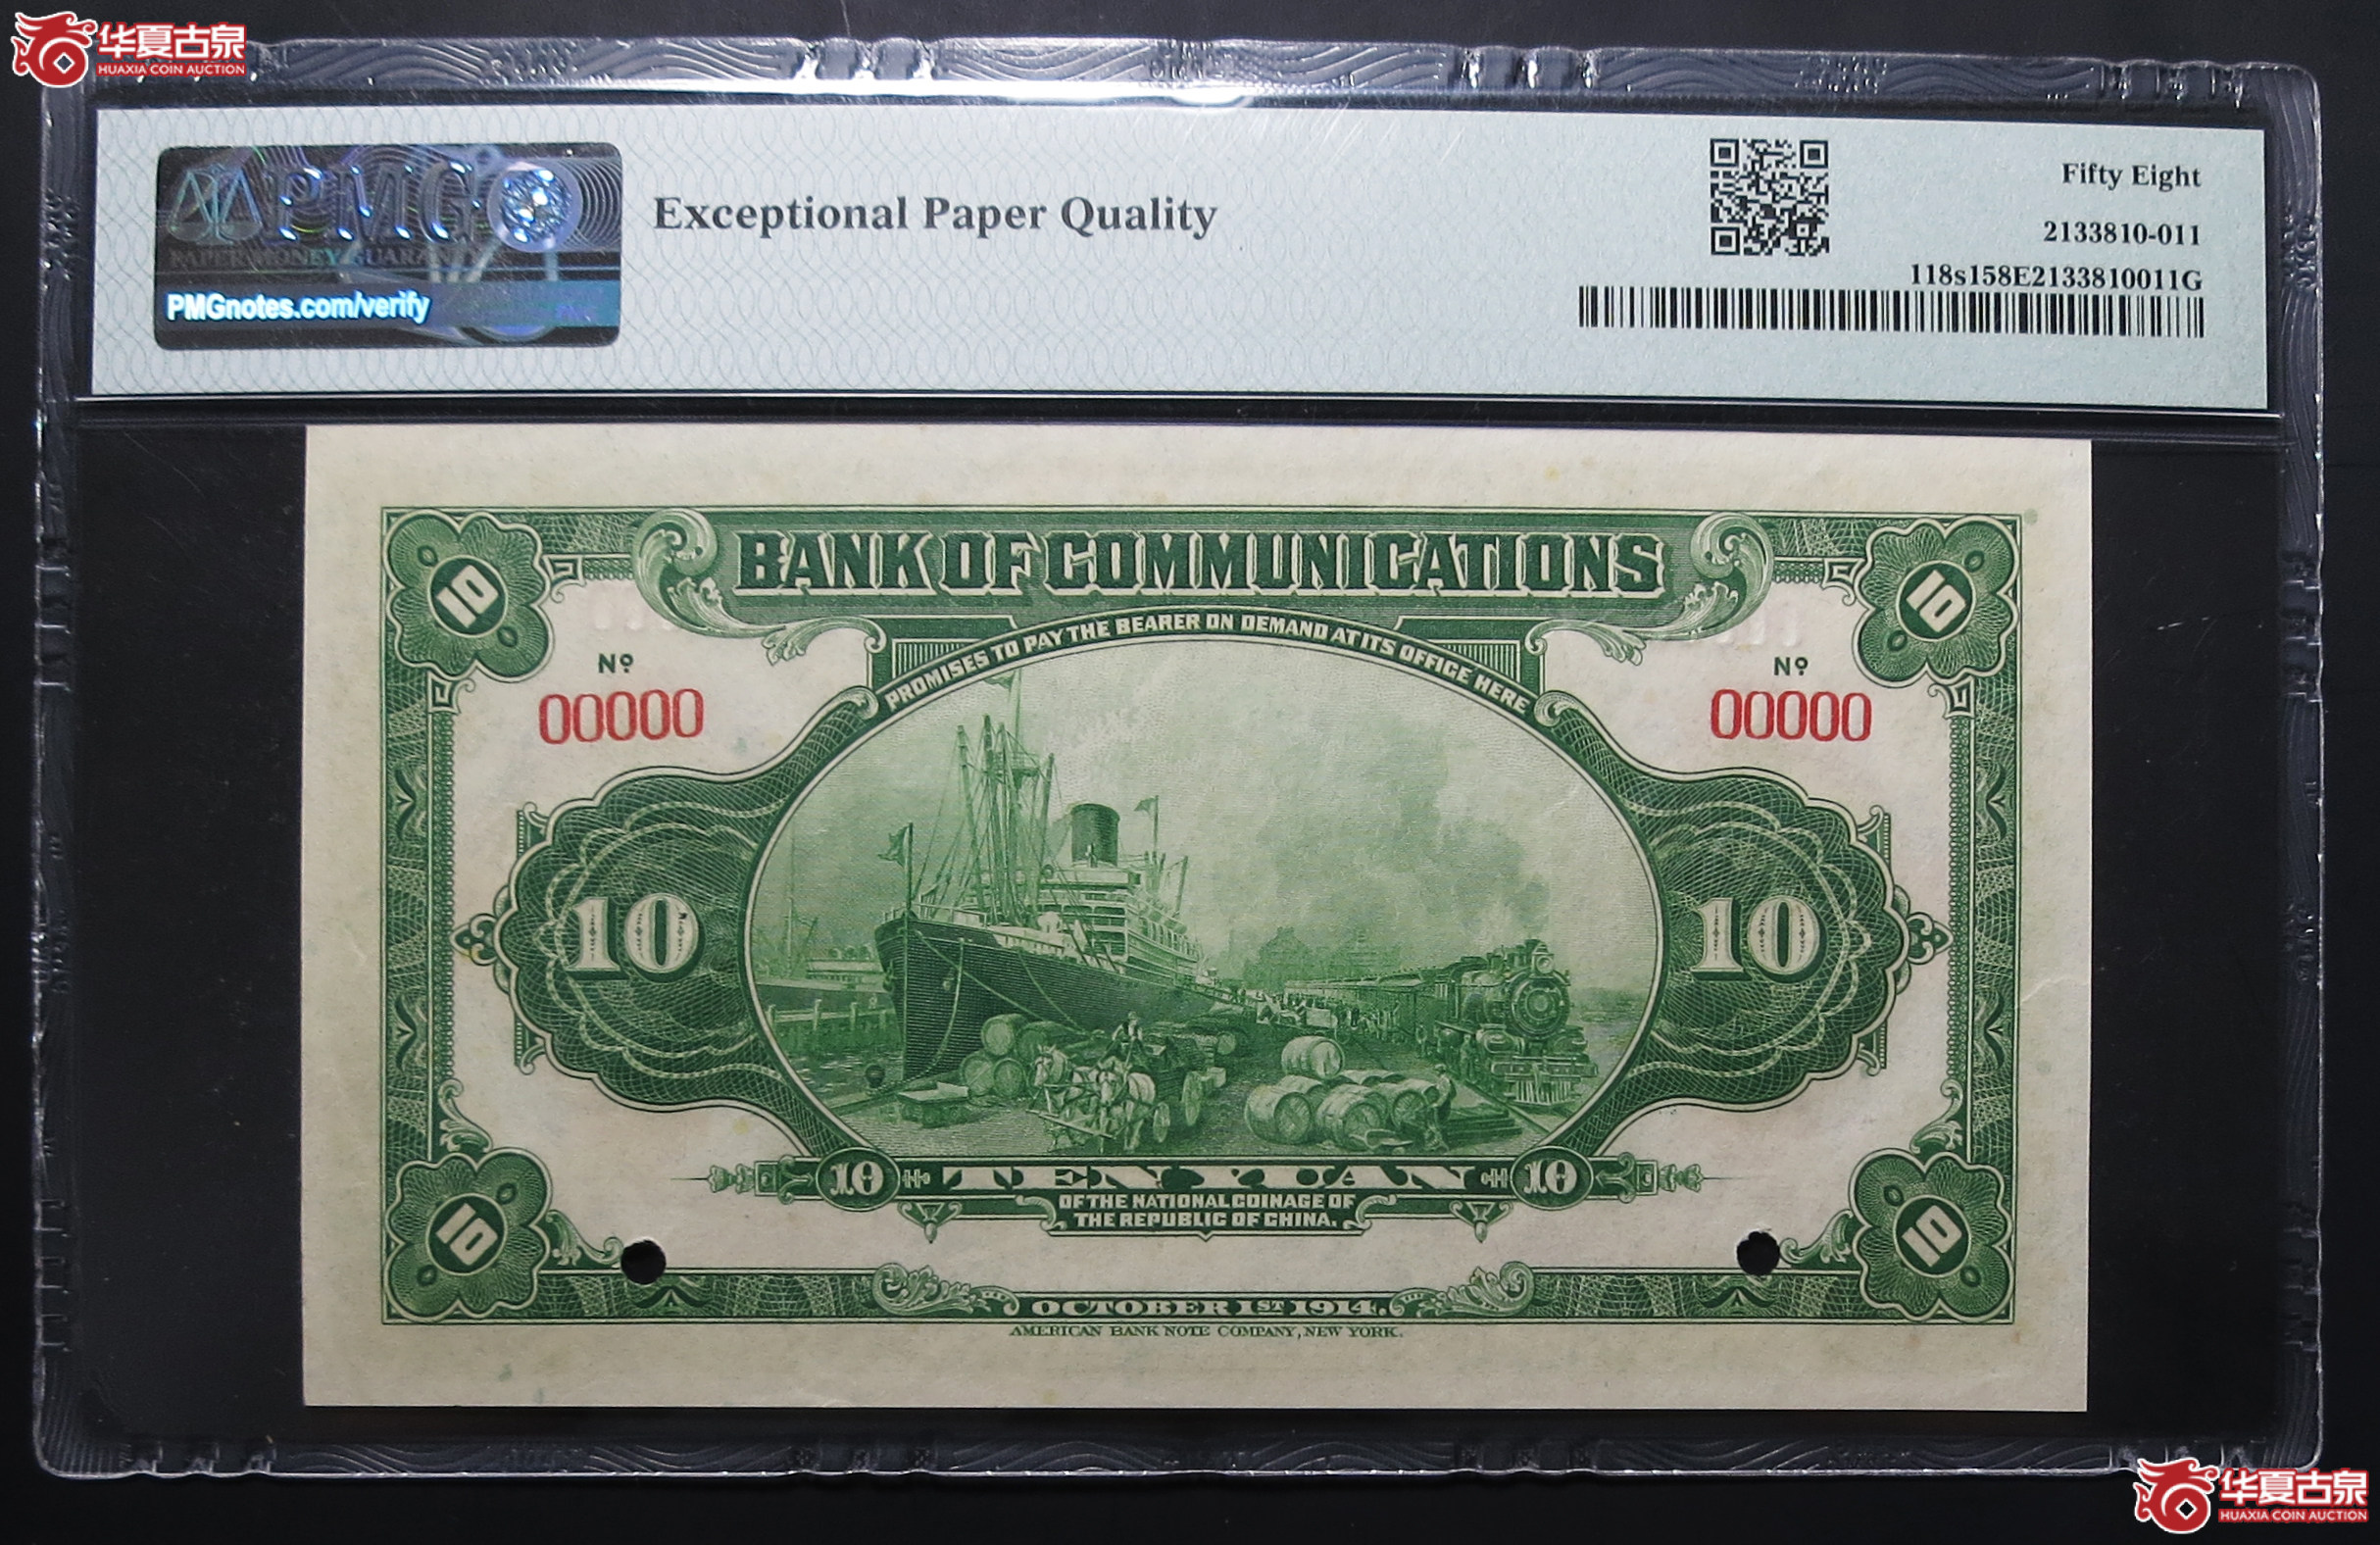 华夏古泉
HUAXIA COIN AUCTION
PMG
PAPER MONEY GUARANTY
PMGnotes.com/verify
Exceptional Paper Quality
Fifty Eight
2133810-011
118s158E2133810011G
BANK OF COMMUNICATIONS
PROMISES TO PAY THE BEARER ON DEMAND AT ITS OFFICE HERE
10
10
Nº
00000
Nº
00000
10
10
10 TEN YUAN 10
OF THE NATIONAL COINAGE OF
THE REPUBLIC OF CHINA.
10
10
OCTOBER 1ST 1914.
AMERICAN BANK NOTE COMPANY, NEW YORK.
华夏古泉
HUAXIA COIN AUCTION